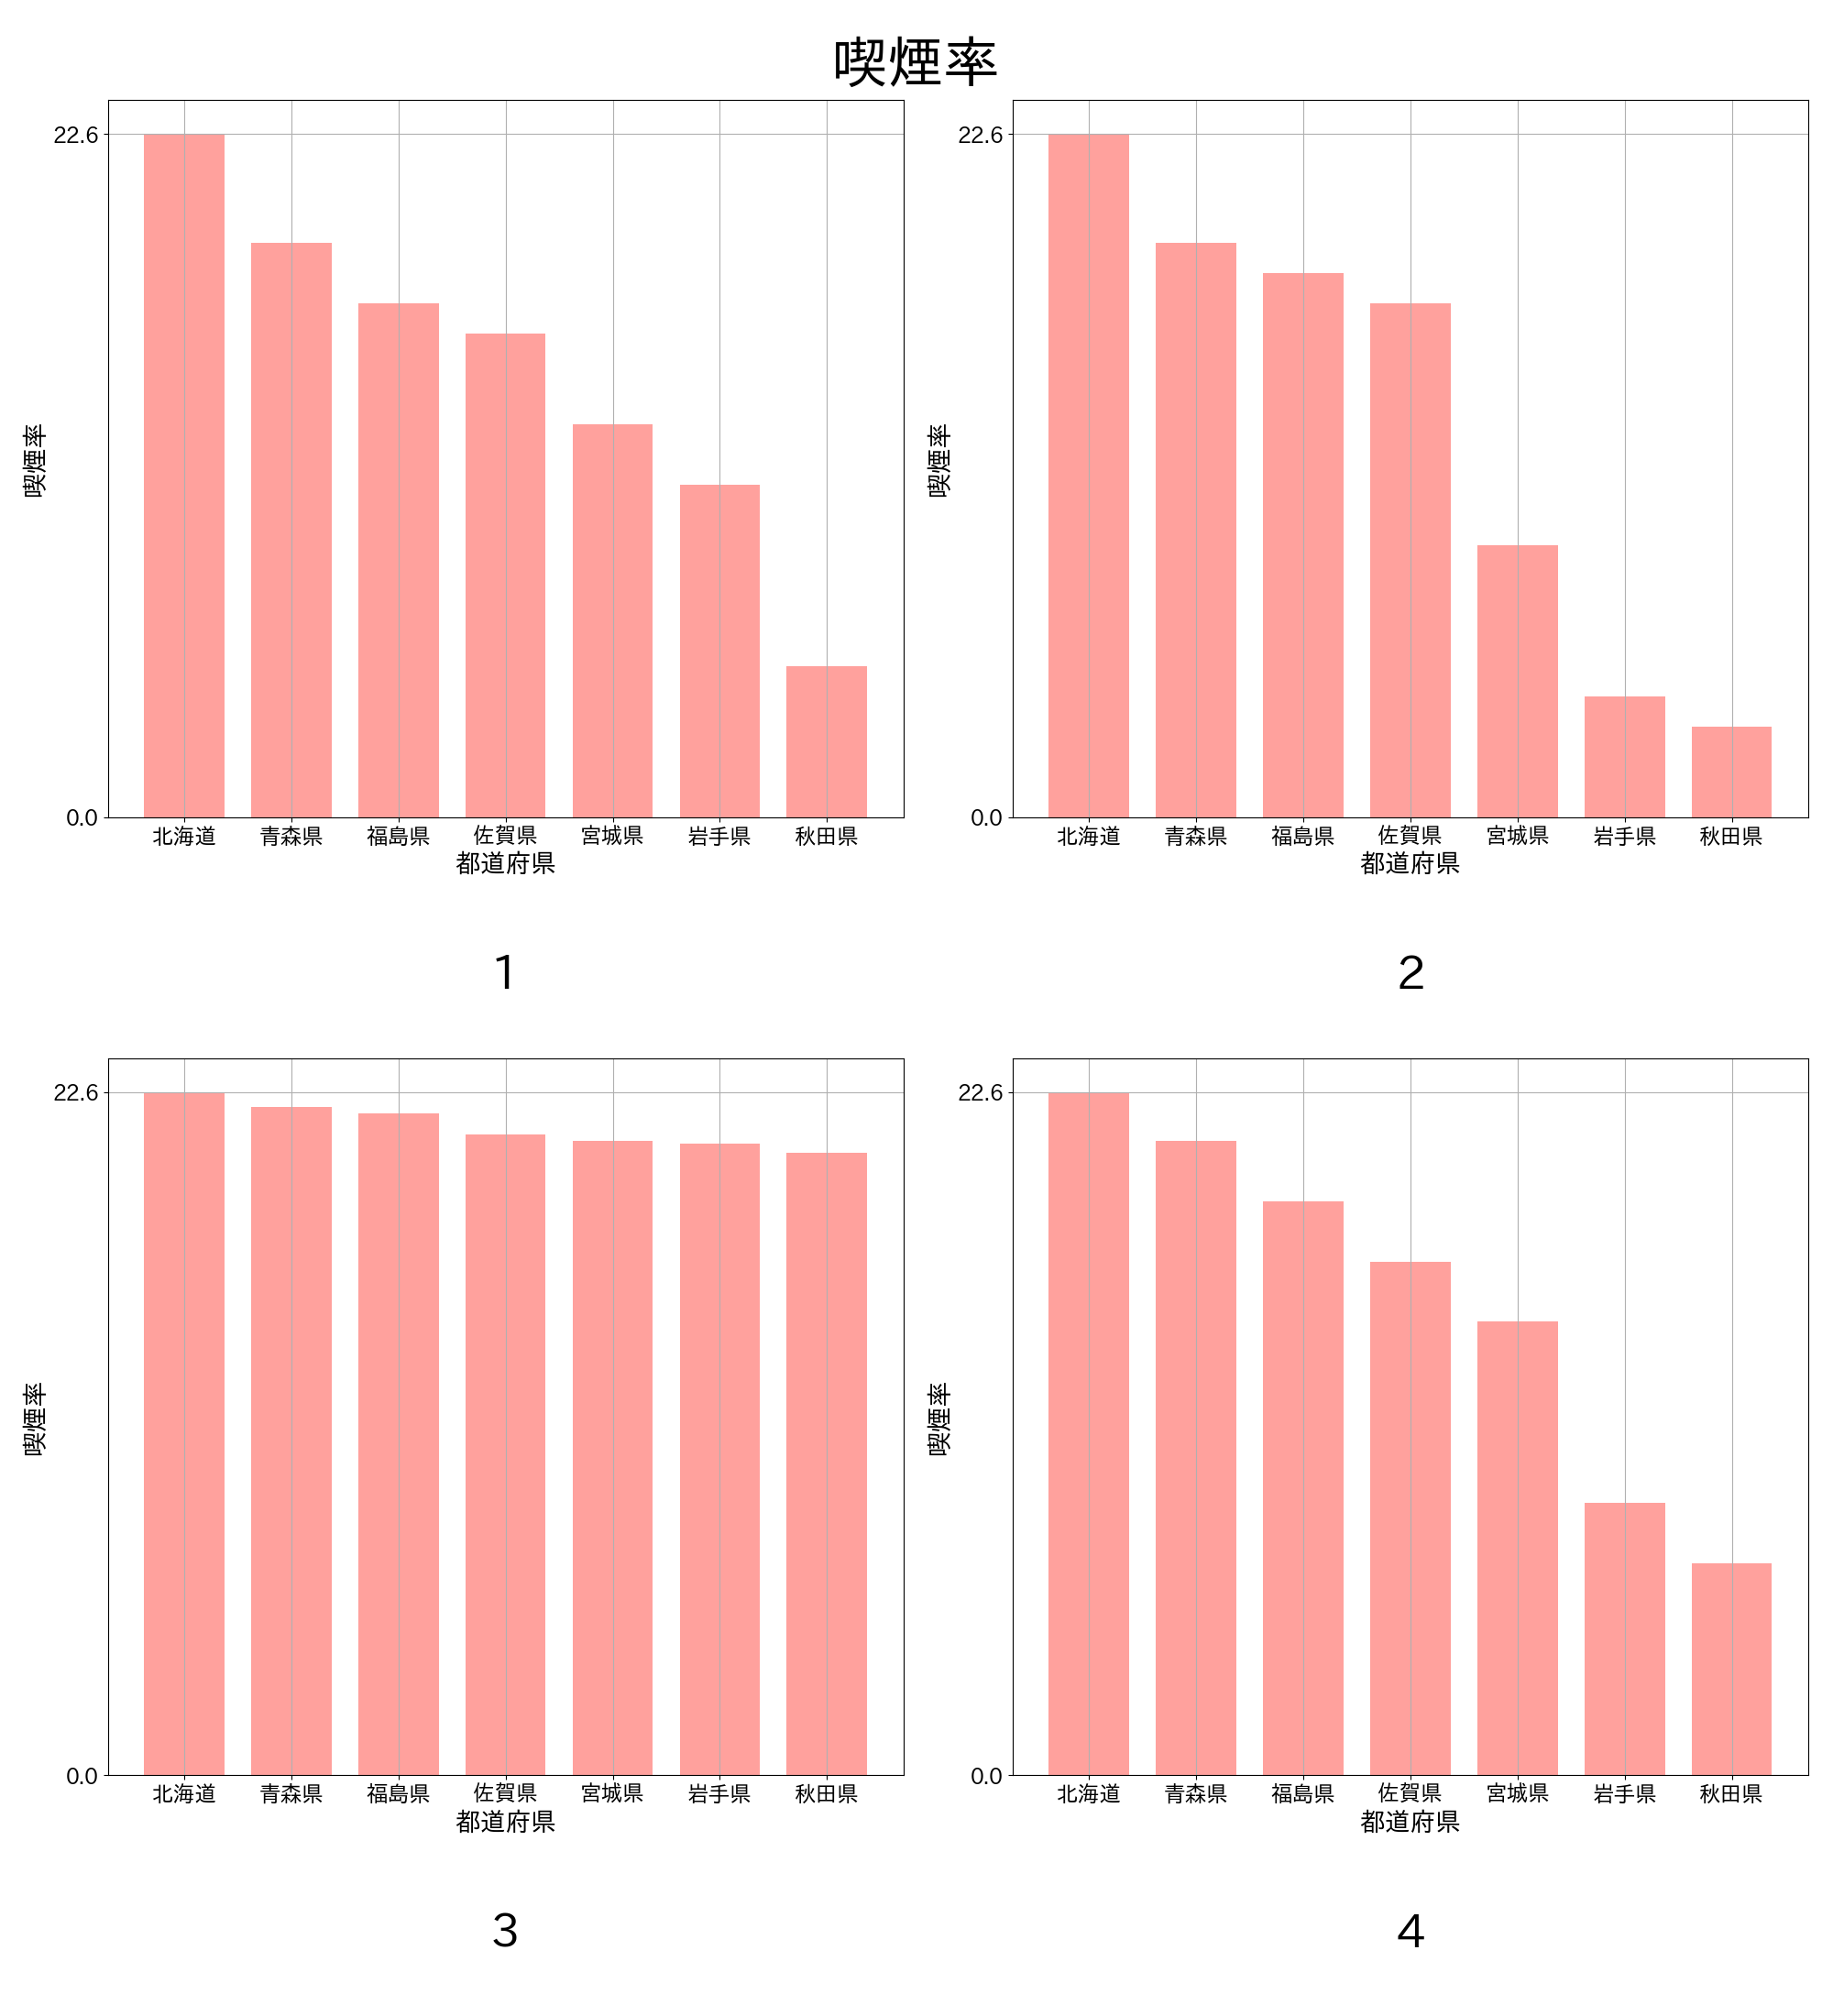 喫煙率
22.6
0.0
喫煙率
北海道 青森県 福島県 佐賀県 宮城県 岩手県 秋田県
都道府県
1
22.6
0.0
喫煙率
北海道 青森県 福島県 佐賀県 宮城県 岩手県 秋田県
都道府県
2
22.6
0.0
喫煙率
北海道 青森県 福島県 佐賀県 宮城県 岩手県 秋田県
都道府県
3
22.6
0.0
喫煙率
北海道 青森県 福島県 佐賀県 宮城県 岩手県 秋田県
都道府県
4